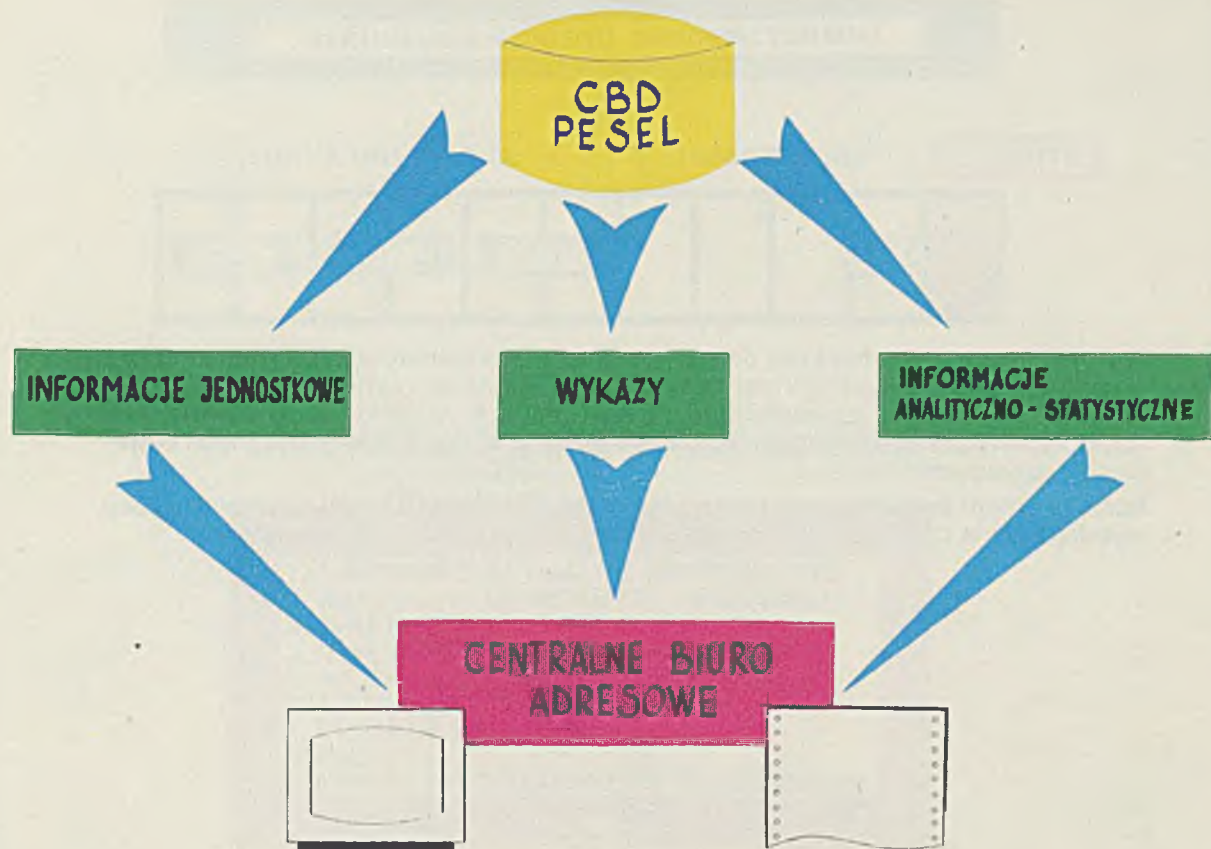 CBD
PESEL
INFORMACJE JEDNOSTKOWE
WYKAZY
INFORMACJE
ANALITYCZNO - STATYSTYCZNE
CENTRALNE BIURO
ADRESOWE